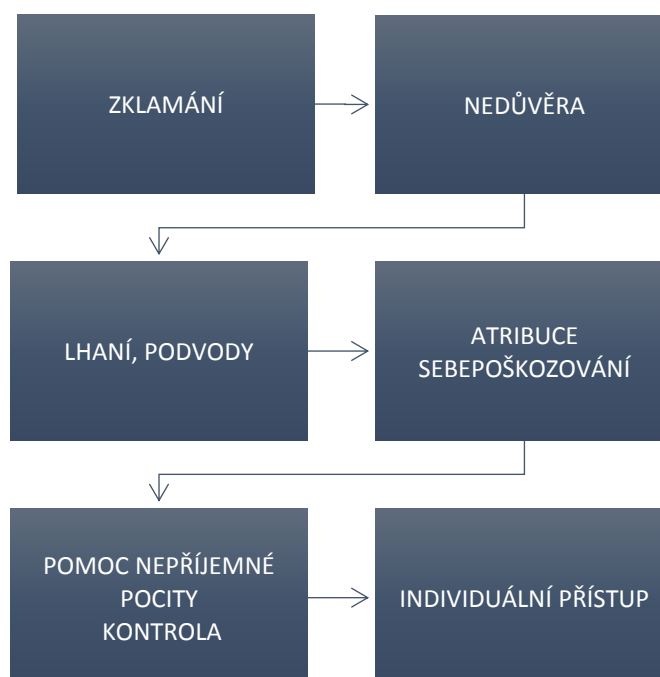 ZKLAMÁNÍ
NEDŮVĚRA
LHANÍ, PODVODY
ATRIBUCE
SEBEPOŠKOZOVÁNÍ
POMOC NEPŘÍJEMNÉ
POCITY
KONTROLA
INDIVIDUÁLNÍ PŘÍSTUP